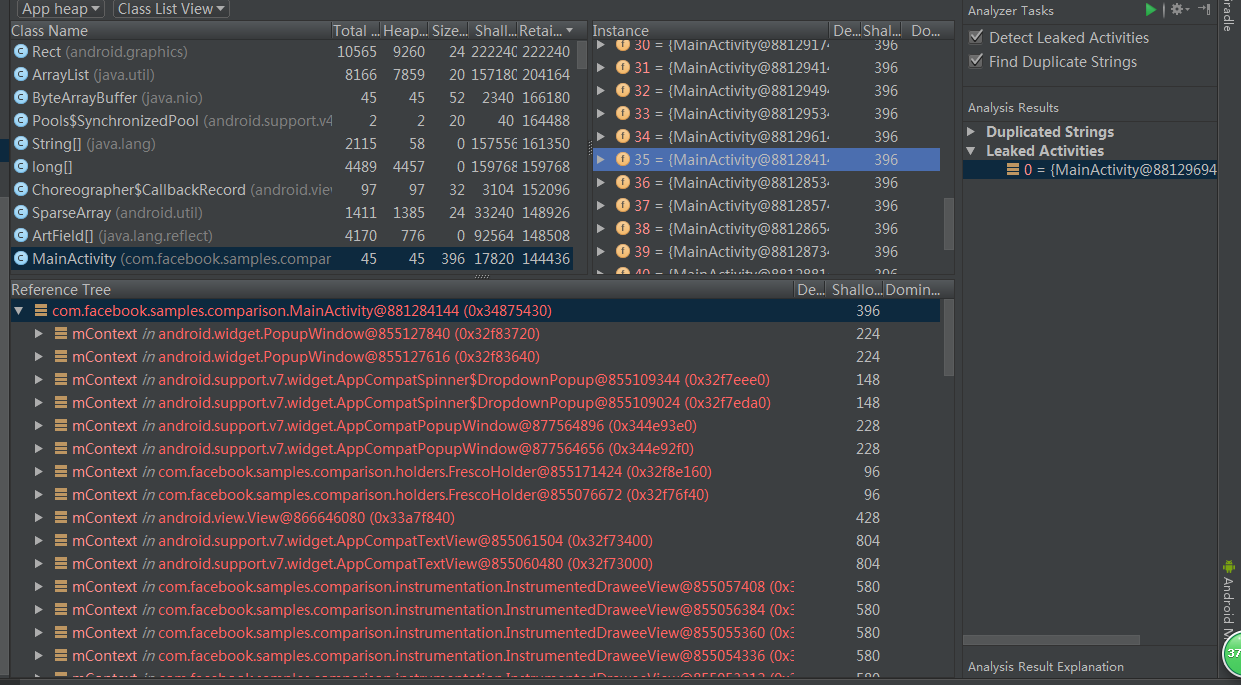 App heap Class List View
Class Name Total ... Heap... Size... Shall... Retai...
Rect (android.graphics) 10565 9260 24 222240 222240
ArrayList (java.util) 8166 7859 20 157180 204164
ByteArrayBuffer (java.nio) 45 45 52 2340 166180
Pools$SynchronizedPool (android.support.v4 2 2 20 40 164488
String[] (java.lang) 2115 58 0 157556 161350
long[] 4489 4457 0 159768 159768
Choreographer$CallbackRecord (android.vie 97 97 32 3104 152096
SparseArray (android.util) 1411 1385 24 33240 148926
ArtField[] (java.lang.reflect) 4170 776 0 92564 148508
MainActivity (com.facebook.samples.compar 45 45 396 17820 144436
Instance De... Shal... Do...
30 = {MainActivity@8812917 396
31 = {MainActivity@8812941 396
32 = {MainActivity@8812949 396
33 = {MainActivity@8812953 396
34 = {MainActivity@8812961 396
35 = {MainActivity@8812841 396
36 = {MainActivity@8812853 396
37 = {MainActivity@8812857 396
38 = {MainActivity@8812865 396
39 = {MainActivity@8812873 396
40 = {MainActivity@8812881 396
Reference Tree De... Shallo... Domin...
com.facebook.samples.comparison.MainActivity@881284144 (0x34875430) 396
mContext in android.widget.PopupWindow@855127840 (0x32f83720) 224
mContext in android.widget.PopupWindow@855127616 (0x32f83640) 224
mContext in android.support.v7.widget.AppCompatSpinner$DropdownPopup@855109344 (0x32f7eee0) 148
mContext in android.support.v7.widget.AppCompatSpinner$DropdownPopup@855109024 (0x32f7eda0) 148
mContext in android.support.v7.widget.AppCompatPopupWindow@877564896 (0x344e93e0) 228
mContext in android.support.v7.widget.AppCompatPopupWindow@877564656 (0x344e92f0) 228
mContext in com.facebook.samples.comparison.holders.FrescoHolder@855171424 (0x32f8e160) 96
mContext in com.facebook.samples.comparison.holders.FrescoHolder@855076672 (0x32f76f40) 96
mContext in android.view.View@866646080 (0x33a7f840) 428
mContext in android.support.v7.widget.AppCompatTextView@855061504 (0x32f73400) 804
mContext in android.support.v7.widget.AppCompatTextView@855060480 (0x32f73000) 804
mContext in com.facebook.samples.comparison.instrumentation.InstrumentedDraweeView@855057408 (0x3 580
mContext in com.facebook.samples.comparison.instrumentation.InstrumentedDraweeView@855056384 (0x3 580
mContext in com.facebook.samples.comparison.instrumentation.InstrumentedDraweeView@855055360 (0x3 580
mContext in com.facebook.samples.comparison.instrumentation.InstrumentedDraweeView@855054336 (0x3 580
Analyzer Tasks
Detect Leaked Activities
Find Duplicate Strings
Analysis Results
Duplicated Strings
Leaked Activities
0 = {MainActivity@88129694
Analysis Result Explanation
Android M
37